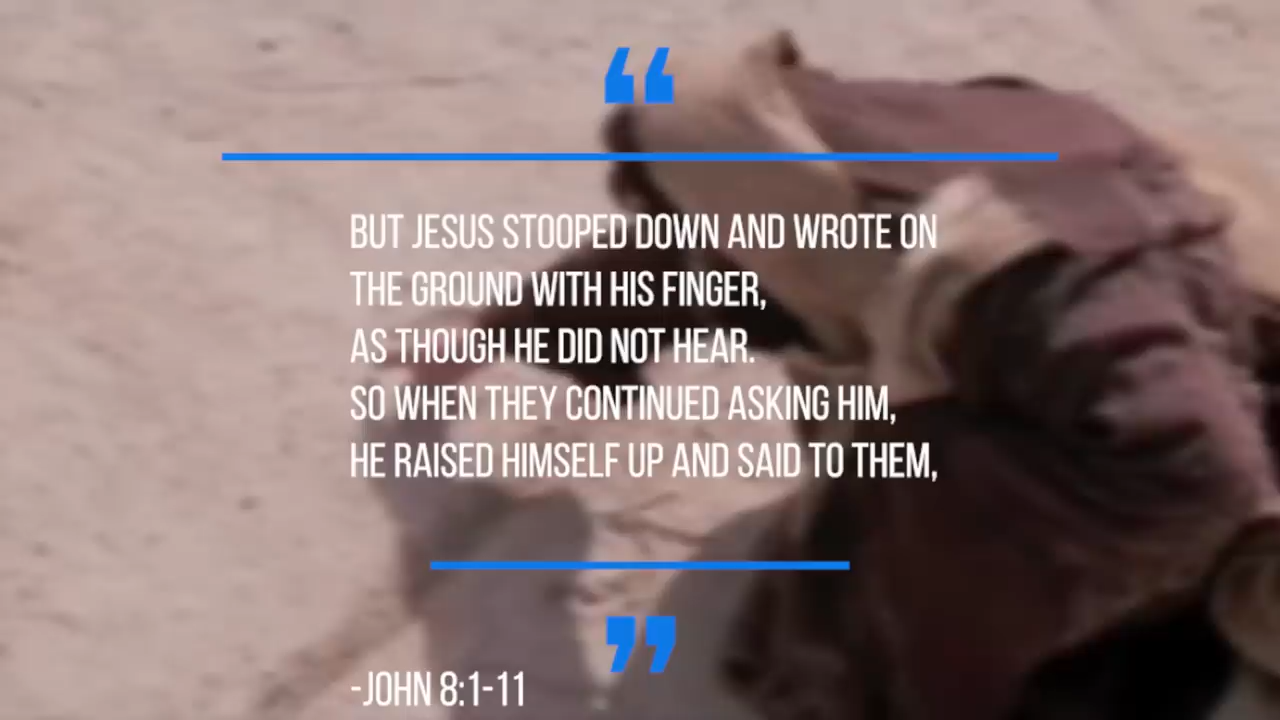 “
BUT JESUS STOOPED DOWN AND WROTE ON
THE GROUND WITH HIS FINGER,
AS THOUGH HE DID NOT HEAR.
SO WHEN THEY CONTINUED ASKING HIM,
HE RAISED HIMSELF UP AND SAID TO THEM,
”
-JOHN 8:1-11